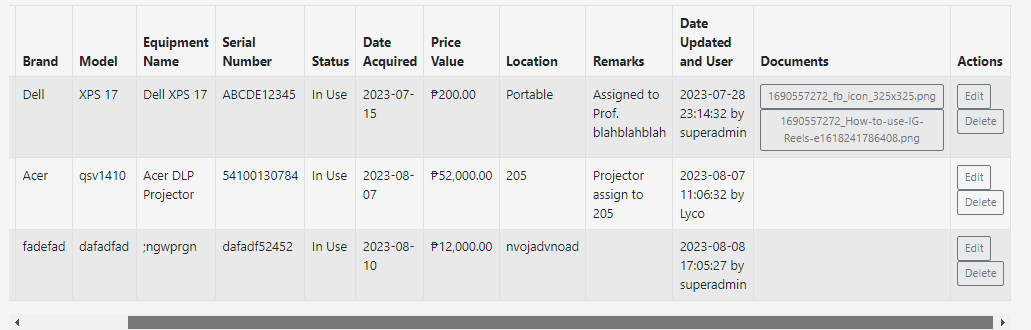 Brand Model Equipment Name Serial Number Status Date Acquired Price Value Location Remarks Date Updated and User Documents Actions
Dell XPS 17 Dell XPS 17 ABCDE12345 In Use 2023-07-15 ₱200.00 Portable Assigned to Prof. blahblahblah 2023-07-28 23:14:32 by superadmin 1690557272_fb_icon_325x325.png 1690557272_How-to-use-IG-Reels-e1618241786408.png Edit Delete
Acer qsv1410 Acer DLP Projector 54100130784 In Use 2023-08-07 ₱52,000.00 205 Projector assign to 205 2023-08-07 11:06:32 by Lyco Edit Delete
fadefad dafadfad ;ngwprgn dafadf52452 In Use 2023-08-10 ₱12,000.00 nvojadvnoad 2023-08-08 17:05:27 by superadmin Edit Delete